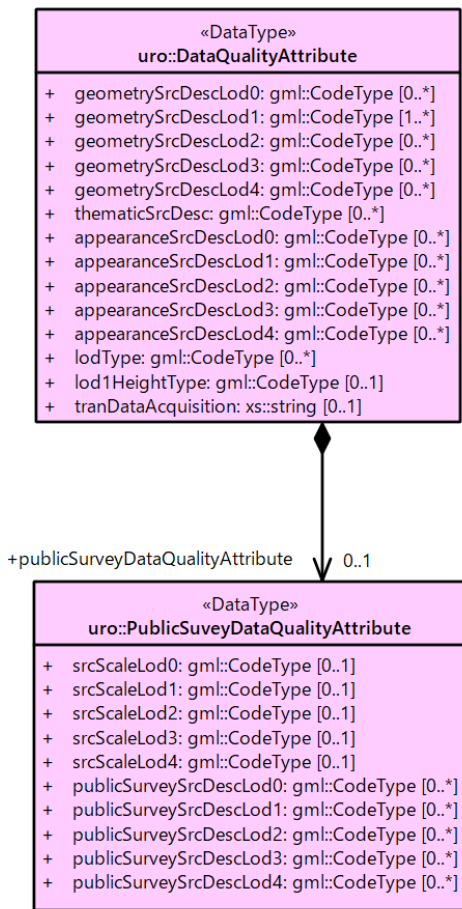 «DataType»
uro::DataQualityAttribute
+ geometrySrcDescLod0: gml::CodeType [0..*]
+ geometrySrcDescLod1: gml::CodeType [1..*]
+ geometrySrcDescLod2: gml::CodeType [0..*]
+ geometrySrcDescLod3: gml::CodeType [0..*]
+ geometrySrcDescLod4: gml::CodeType [0..*]
+ thematicSrcDesc: gml::CodeType [0..*]
+ appearanceSrcDescLod0: gml::CodeType [0..*]
+ appearanceSrcDescLod1: gml::CodeType [0..*]
+ appearanceSrcDescLod2: gml::CodeType [0..*]
+ appearanceSrcDescLod3: gml::CodeType [0..*]
+ appearanceSrcDescLod4: gml::CodeType [0..*]
+ lodType: gml::CodeType [0..*]
+ lod1HeightType: gml::CodeType [0..1]
+ tranDataAcquisition: xs::string [0..1]
+publicSurveyDataQualityAttribute 0..1
«DataType»
uro::PublicSuveyDataQualityAttribute
+ srcScaleLod0: gml::CodeType [0..1]
+ srcScaleLod1: gml::CodeType [0..1]
+ srcScaleLod2: gml::CodeType [0..1]
+ srcScaleLod3: gml::CodeType [0..1]
+ srcScaleLod4: gml::CodeType [0..1]
+ publicSurveySrcDescLod0: gml::CodeType [0..*]
+ publicSurveySrcDescLod1: gml::CodeType [0..*]
+ publicSurveySrcDescLod2: gml::CodeType [0..*]
+ publicSurveySrcDescLod3: gml::CodeType [0..*]
+ publicSurveySrcDescLod4: gml::CodeType [0..*]